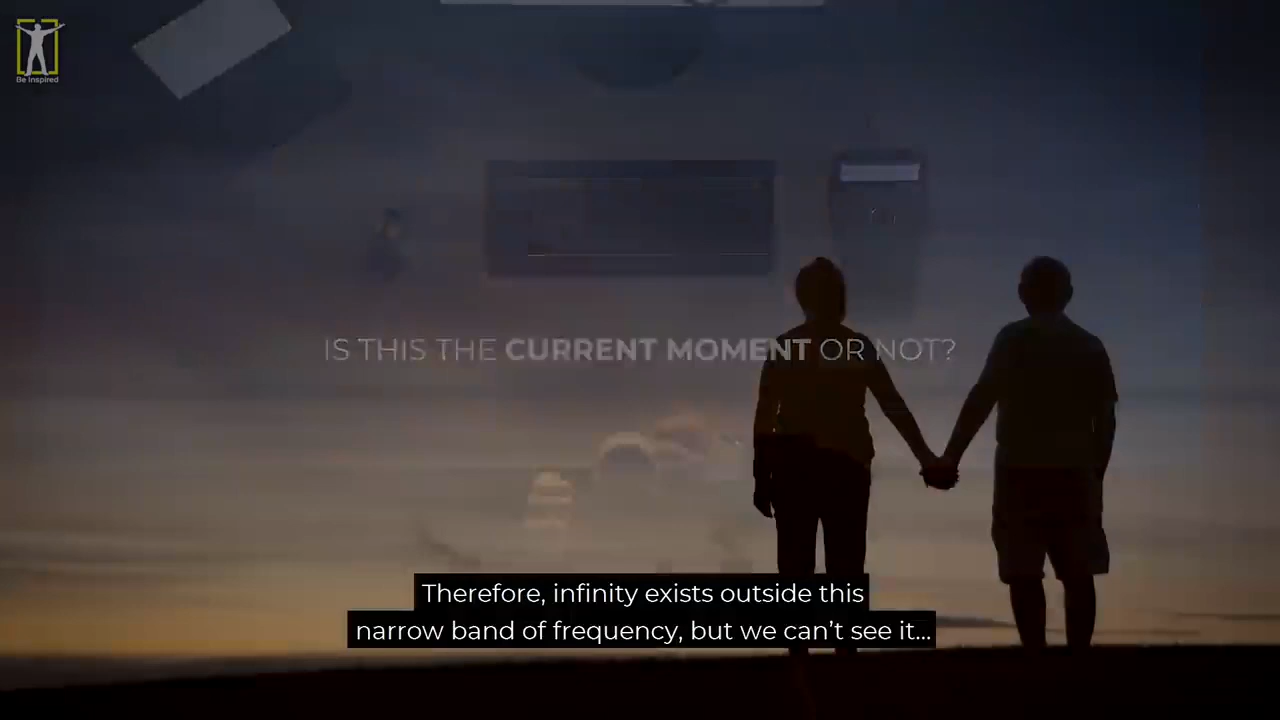 Be Inspired
IS THIS THE CURRENT MOMENT OR NOT?
Therefore, infinity exists outside this
narrow band of frequency, but we can’t see it...